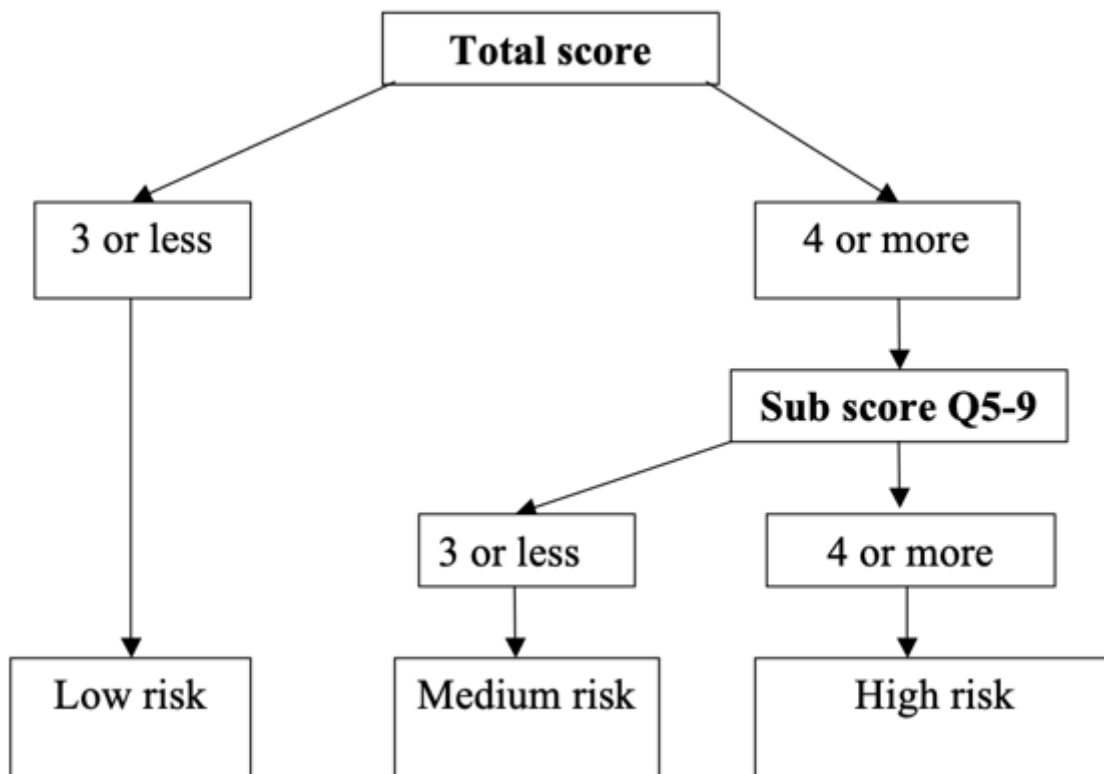 Total score
3 or less
4 or more
Sub score Q5-9
3 or less
4 or more
Low risk
Medium risk
High risk